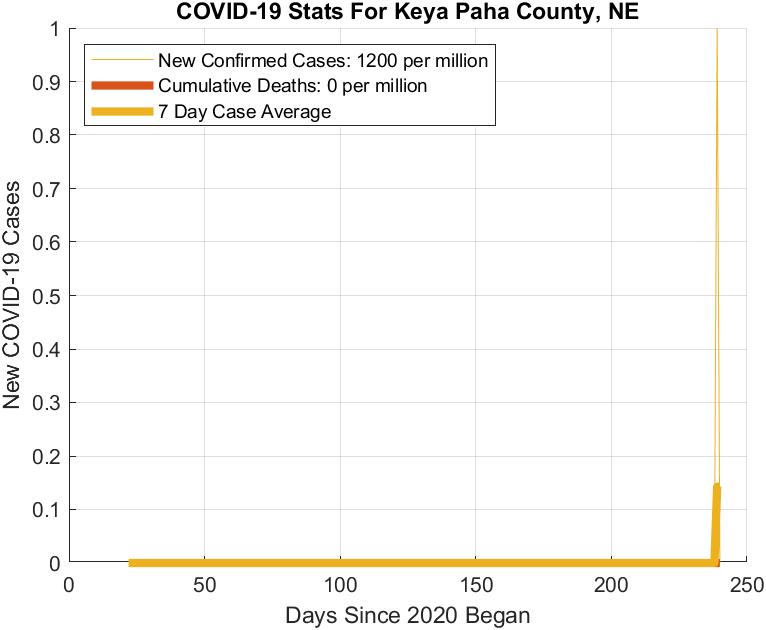 COVID-19 Stats For Keya Paha County, NE
New Confirmed Cases: 1200 per million
Cumulative Deaths: 0 per million
7 Day Case Average
New COVID-19 Cases
1
0.9
0.8
0.7
0.6
0.5
0.4
0.3
0.2
0.1
0
0 50 100 150 200 250
Days Since 2020 Began